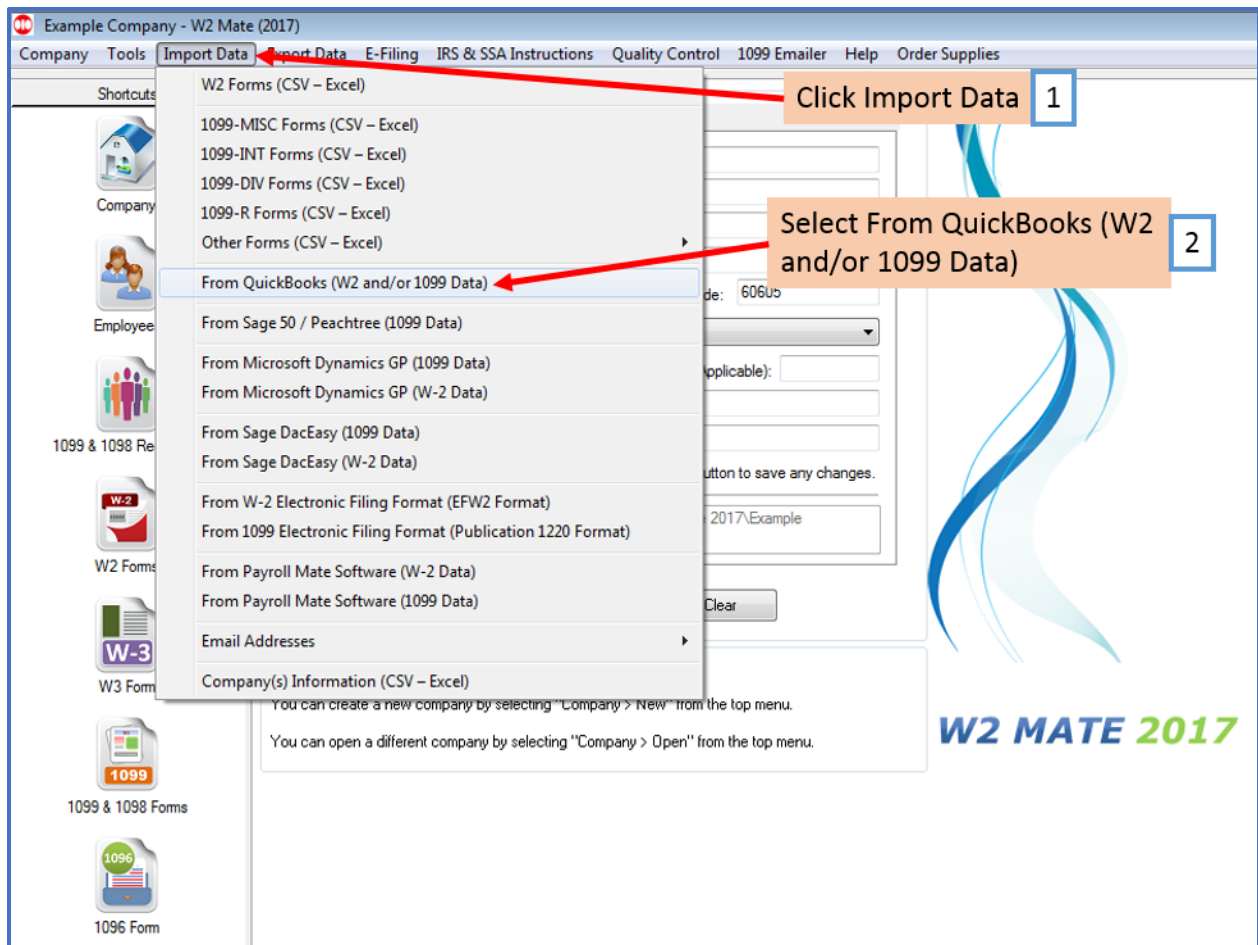 Example Company - W2 Mate (2017)
Company Tools Import Data Export Data E-Filing IRS & SSA Instructions Quality Control 1099 Emailer Help Order Supplies
Shortcuts
Company
Employee
1099 & 1098 Re
W-2
W2 Forms
W-3
W3 Form
1099
1099 & 1098 Forms
1096
1096 Form
W2 Forms (CSV – Excel)
1099-MISC Forms (CSV – Excel)
1099-INT Forms (CSV – Excel)
1099-DIV Forms (CSV – Excel)
1099-R Forms (CSV – Excel)
Other Forms (CSV – Excel)
From QuickBooks (W2 and/or 1099 Data)
From Sage 50 / Peachtree (1099 Data)
From Microsoft Dynamics GP (1099 Data)
From Microsoft Dynamics GP (W-2 Data)
From Sage DacEasy (1099 Data)
From Sage DacEasy (W-2 Data)
From W-2 Electronic Filing Format (EFW2 Format)
From 1099 Electronic Filing Format (Publication 1220 Format)
From Payroll Mate Software (W-2 Data)
From Payroll Mate Software (1099 Data)
Email Addresses
Company(s) Information (CSV – Excel)
Click Import Data 1
Select From QuickBooks (W2
and/or 1099 Data)
2
de: 60605
Applicable):
utton to save any changes.
2017\Example
Clear
You can create a new company by selecting "Company > New" from the top menu.
You can open a different company by selecting "Company > Open" from the top menu.
W2 MATE 2017